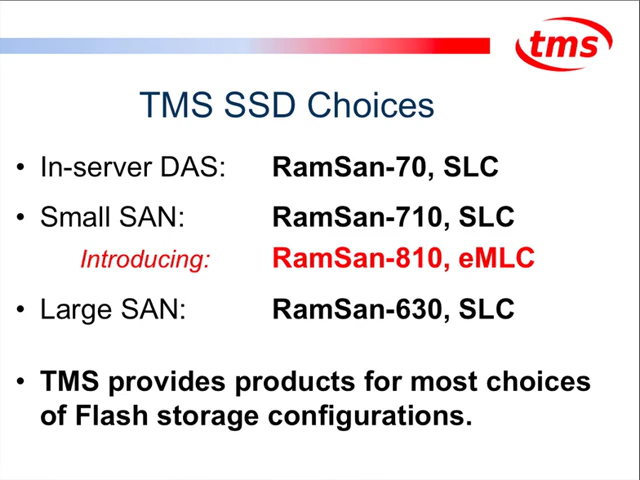 tms
TMS SSD Choices
• In-server DAS: RamSan-70, SLC
• Small SAN: RamSan-710, SLC
Introducing: RamSan-810, eMLC
• Large SAN: RamSan-630, SLC
• TMS provides products for most choices
of Flash storage configurations.